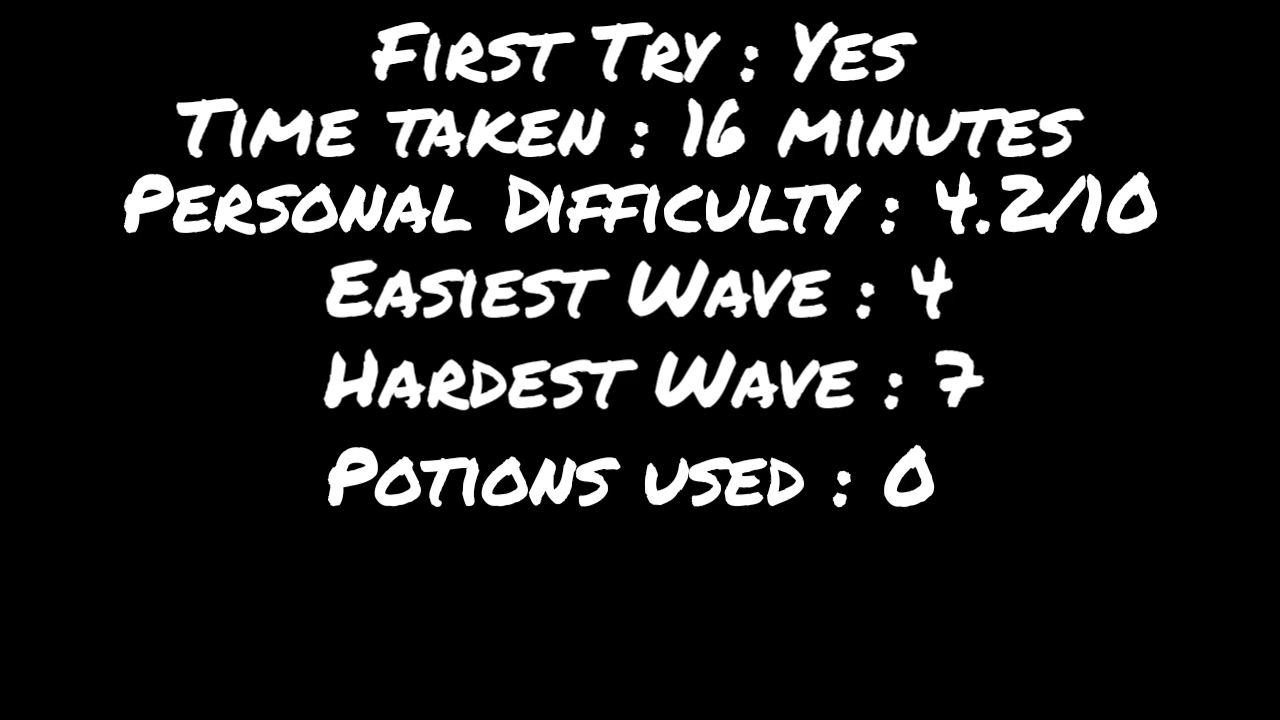 First Try : Yes
Time taken : 16 minutes
Personal Difficulty : 4.2/10
Easiest Wave : 4
Hardest Wave : 7
Potions used : 0